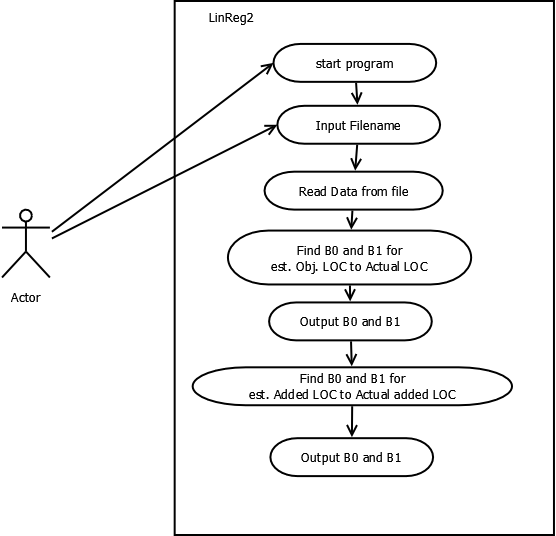 LinReg2
start program
Input Filename
Read Data from file
Find B0 and B1 for
est. Obj. LOC to Actual LOC
Actor
Output B0 and B1
Find B0 and B1 for
est. Added LOC to Actual added LOC
Output B0 and B1